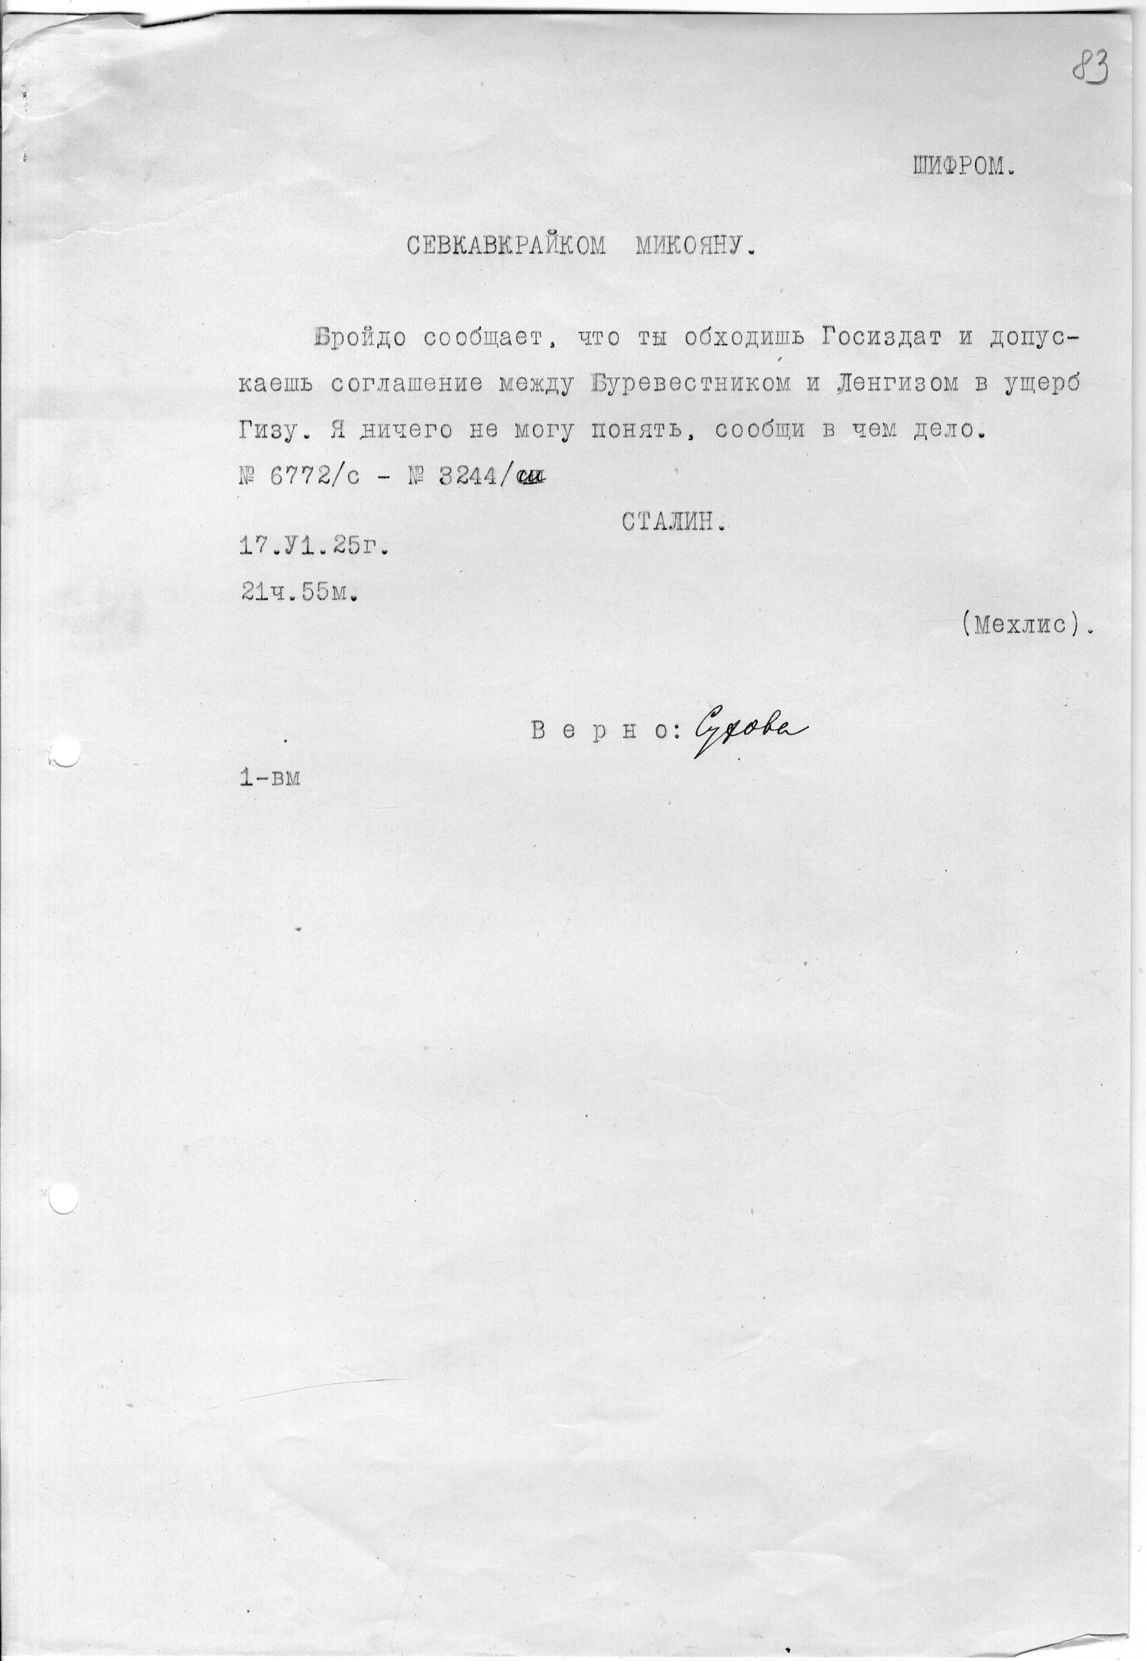 83
ШИФРОМ.
СЕВКАВКРАЙКОМ МИКОЯНУ.
Бройдо сообщает, что ты обходишь Госиздат и допус-
каешь соглашение между Буревестником и Ленгизом в ущерб
Гизу. Я ничего не могу понять, сообщи в чем дело.
№ 6772/с - № 3244/
СТАЛИН.
17.У1.25г.
21ч.55м.
(Мехлис).
В е р н о: Сухова
1-вм